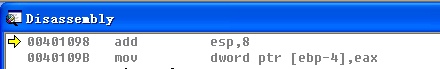 Disassembly
00401098 add esp,8
0040109B mov dword ptr [ebp-4],eax